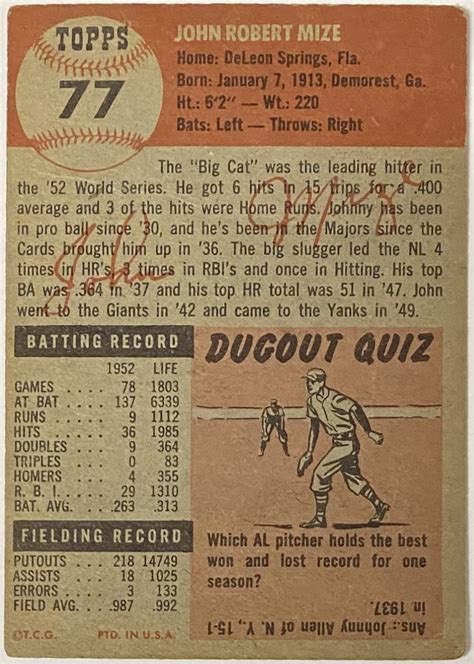 TOPPS
77
JOHN ROBERT MIZE
Home: DeLeon Springs, Fla.
Born: January 7, 1913, Demorest, Ga.
Ht.: 6'2" — Wt.: 220
Bats: Left — Throws: Right
The "Big Cat" was the leading hitter
in the '52 World Series. He got 6 hits in 15 trips for a .400
average and 3 of the hits were Home Runs. Johnny has been
in pro ball since '30, and he's been in the Majors since the
Cards brought him up in '36. The big slugger led the NL 4
times in HR's, 3 times in RBI's and once in Hitting. His top
BA was .364 in '37 and his top HR total was 51 in '47. John
went to the Giants in '42 and came to the Yanks in '49.
John Mize
BATTING RECORD
1952 LIFE
GAMES . . . . 78 1803
AT BAT . . . . 137 6339
RUNS . . . . 9 1112
HITS . . . . 36 1985
DOUBLES . . . 9 364
TRIPLES . . . 0 83
HOMERS . . . 4 355
R. B. I. . . . . 29 1310
BAT. AVG. . . .263 .313
FIELDING RECORD
PUTOUTS . . 218 14749
ASSISTS . . . 18 1025
ERRORS . . . 3 133
FIELD AVG. . . .987 .992
©T.C.G. PTD. IN U.S.A.
DUGOUT QUIZ
Which AL pitcher holds the best
won and lost record for one
season?
Ans.: Johnny Allen of N. Y., 15-1
in 1937.